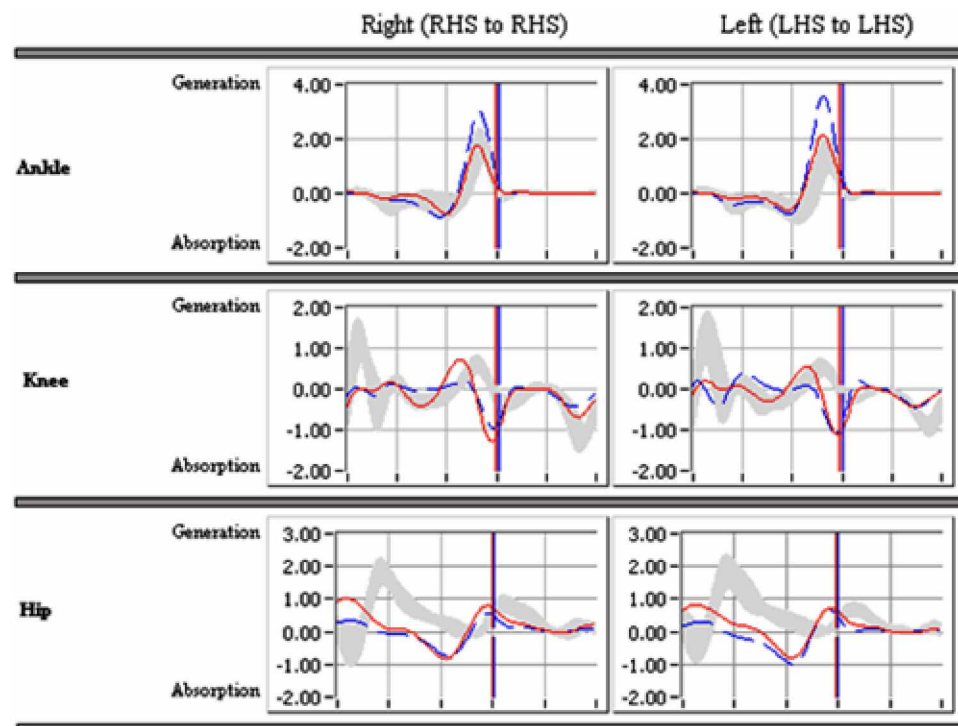 Right (RHS to RHS) Left (LHS to LHS)
Generation
4.00 4.00
2.00 2.00
Ankle
0.00 0.00
Absorption
-2.00 -2.00
Generation
2.00 2.00
1.00 1.00
Knee
0.00 0.00
-1.00 -1.00
Absorption
-2.00 -2.00
Generation
3.00 3.00
2.00 2.00
1.00 1.00
Hip
0.00 0.00
-1.00 -1.00
Absorption
-2.00 -2.00